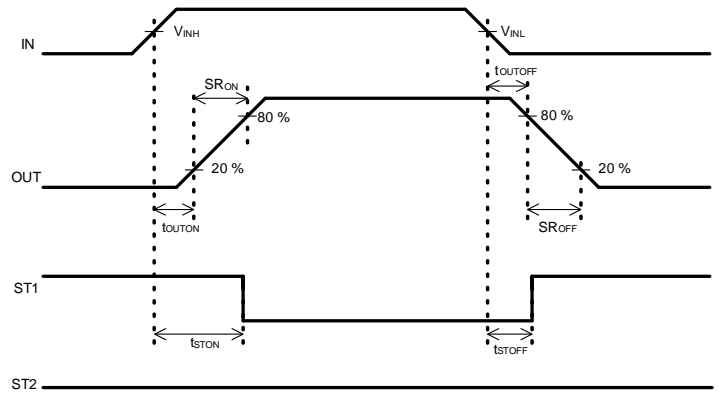 IN
VINH
VINL
tOUTOFF
SRON
80 %
80 %
20 %
20 %
OUT
tOUTON
SROFF
ST1
tSTON
tSTOFF
ST2